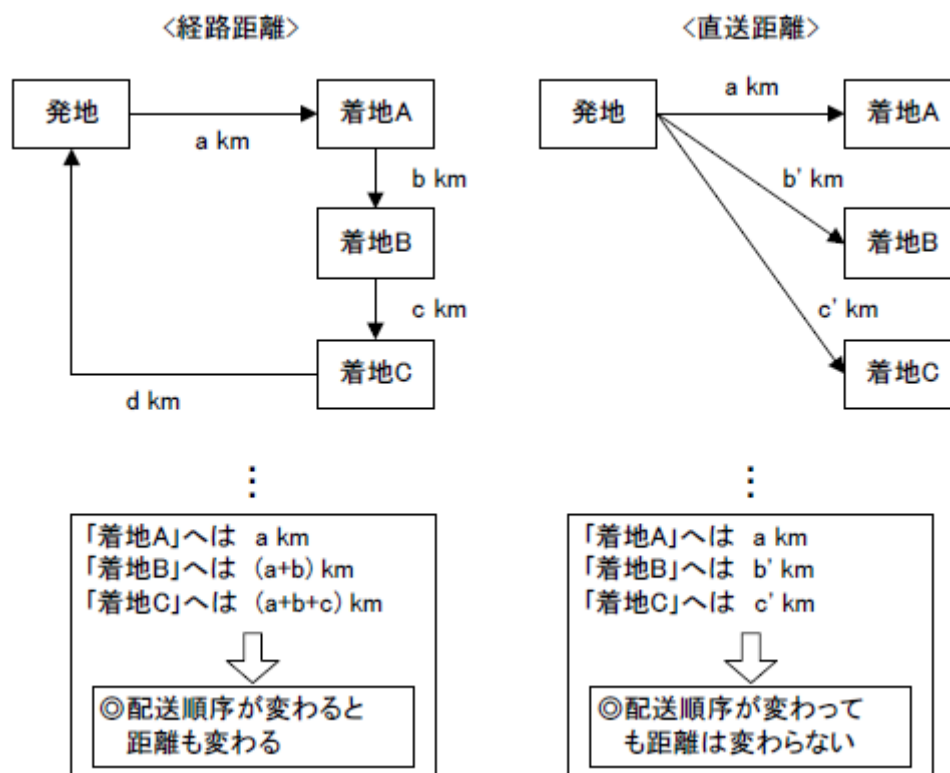 <経路距離>
発地
着地A
a km
b km
着地B
c km
着地C
d km
⋮
「着地A」へは a km
「着地B」へは (a+b) km
「着地C」へは (a+b+c) km
◎配送順序が変わると
距離も変わる
<直送距離>
発地
a km
着地A
b' km
着地B
c' km
着地C
⋮
「着地A」へは a km
「着地B」へは b' km
「着地C」へは c' km
◎配送順序が変わって
も距離は変わらない